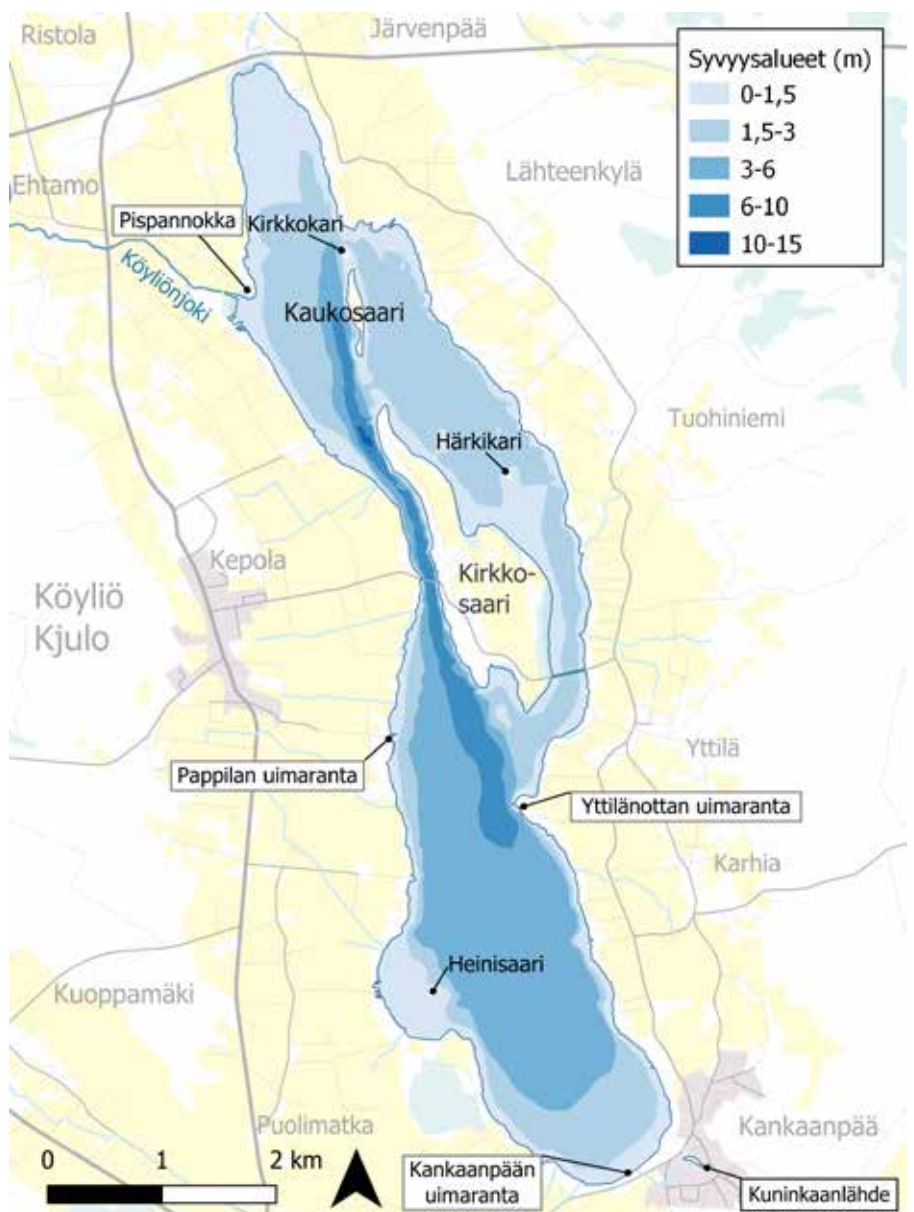 Ristola
Järvenpää
Syvyysalueet (m)
0-1,5
1,5-3
3-6
6-10
10-15
Lähteenkylä
Ehtamo
Pispannokka
Kirkkokari
Köyliönjoki
Kaukosaari
Tuohiniemi
Härkikari
Kepola
Kirkko-
saari
Köyliö
Kjulo
Yttilä
Pappilan uimaranta
Yttilänottan uimaranta
Karhia
Heinisaari
Kuoppamäki
Puolimatka
Kankaanpää
0 1 2 km
Kankaanpään
uimaranta
Kuninkaanlähde